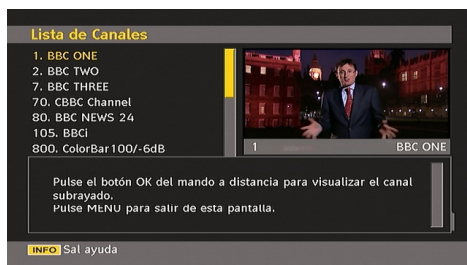 Lista de Canales
1. BBC ONE
2. BBC TWO
7. BBC THREE
70. CBBC Channel
80. BBC NEWS 24
105. BBCi
800. ColorBar100/-6dB
1 BBC ONE
Pulse el botón OK del mando a distancia para visualizar el canal
subrayado.
Pulse MENU para salir de esta pantalla.
INFO Sal ayuda